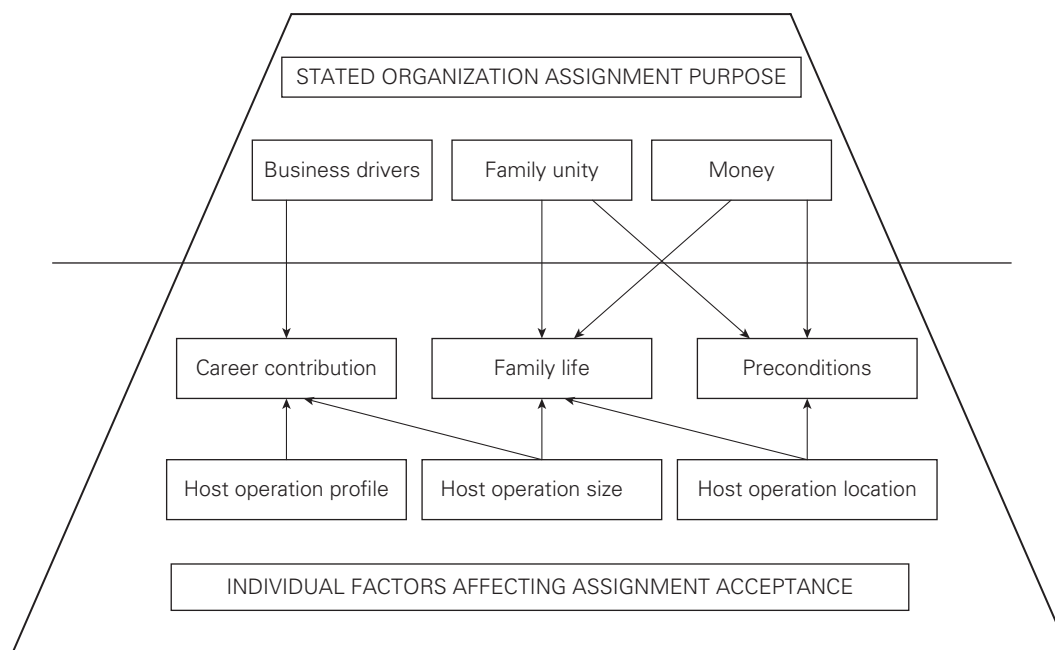 STATED ORGANIZATION ASSIGNMENT PURPOSE
Business drivers
Family unity
Money
Career contribution
Family life
Preconditions
Host operation profile
Host operation size
Host operation location
INDIVIDUAL FACTORS AFFECTING ASSIGNMENT ACCEPTANCE